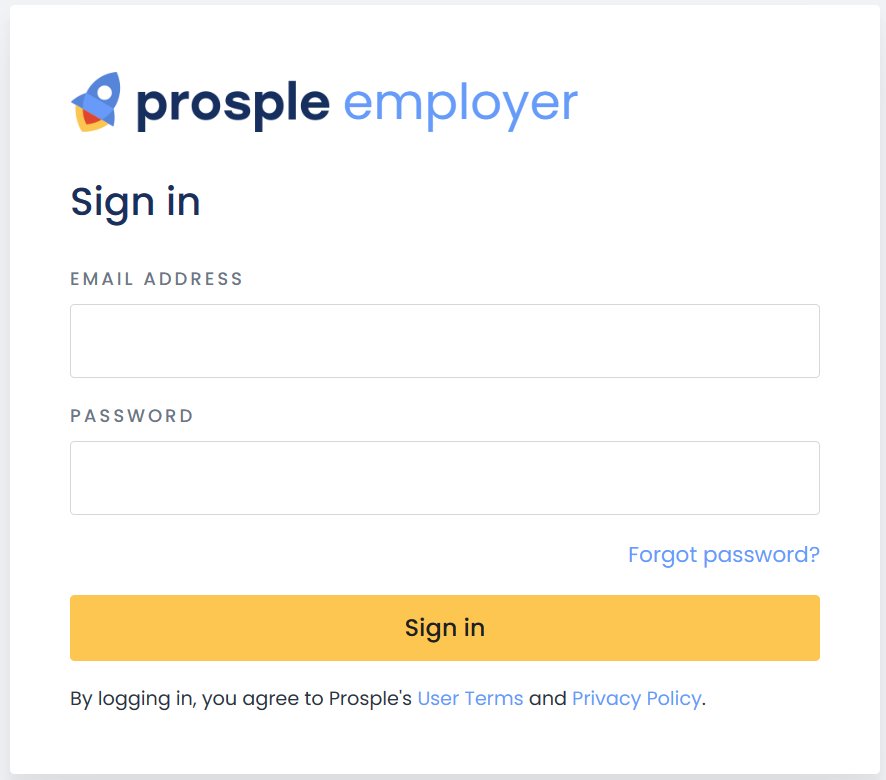 prosple employer
Sign in
EMAIL ADDRESS
PASSWORD
Forgot password?
Sign in
By logging in, you agree to Prosple's User Terms and Privacy Policy.